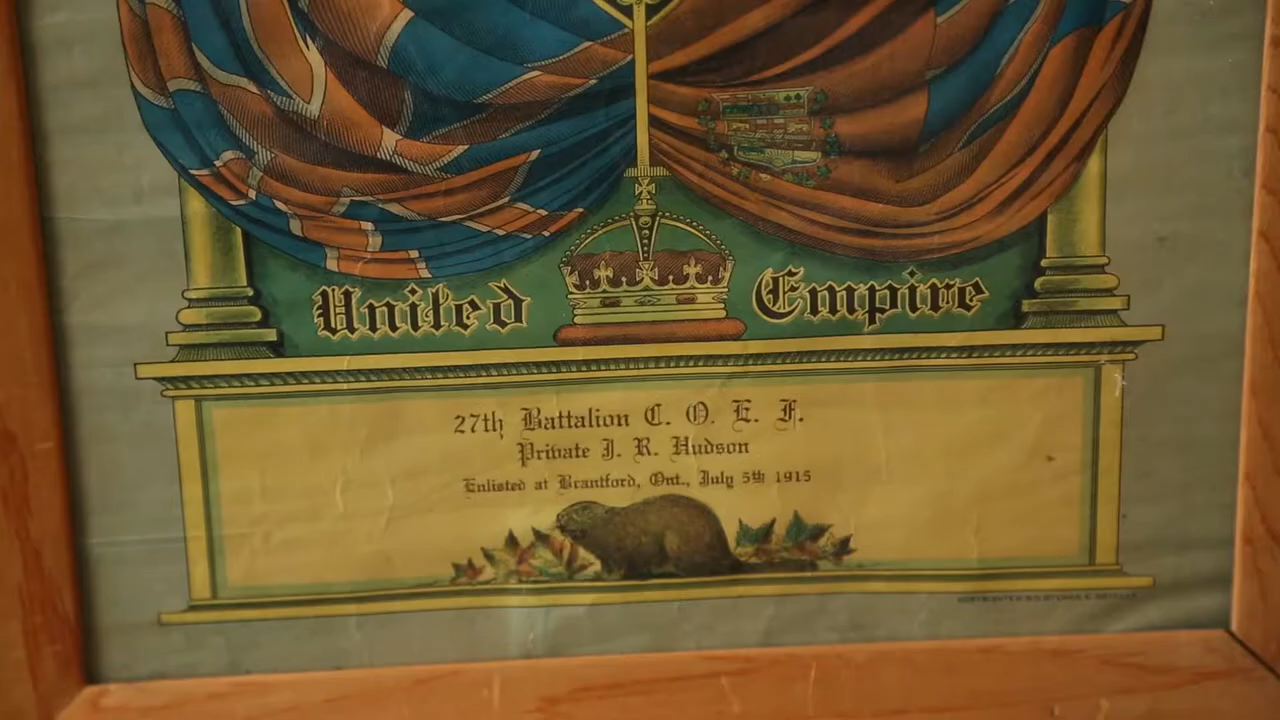 United Empire
27th Battalion C. O. E. F.
Private J. R. Hudson
Enlisted at Brantford, Ont., July 5th 1915